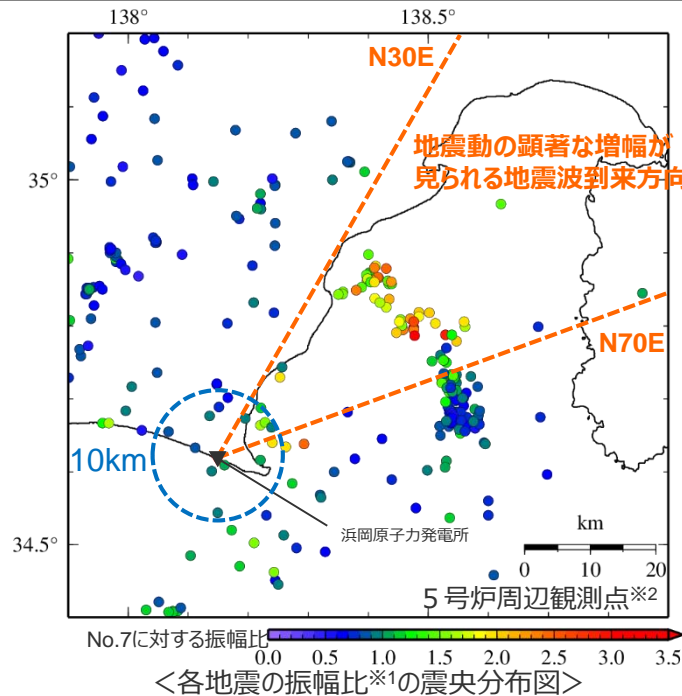 138°
138.5°
N30E
地震動の顕著な増幅が
見られる地震波到来方向
35°
N70E
10km
浜岡原子力発電所
34.5°
km
0 10 20
5号炉周辺観測点※2
No.7に対する振幅比
0.0 0.5 1.0 1.5 2.0 2.5 3.0 3.5
<各地震の振幅比※1の震央分布図>